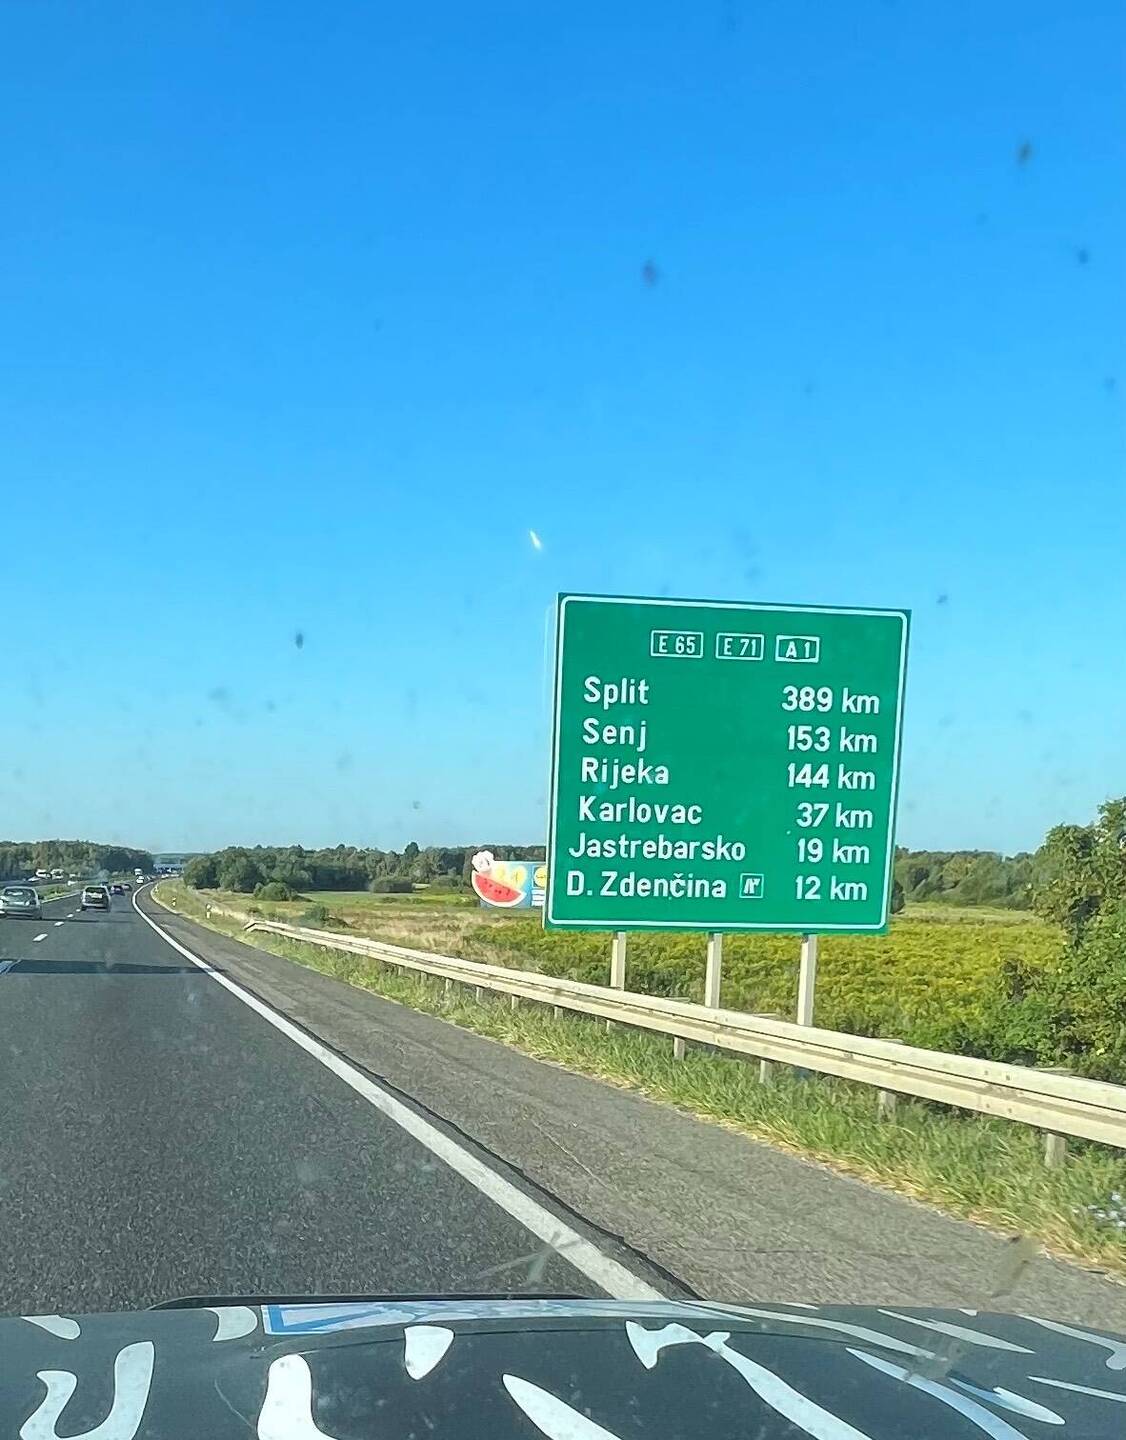 E 65 E 71 A 1
Split 389 km
Senj 153 km
Rijeka 144 km
Karlovac 37 km
Jastrebarsko 19 km
D. Zdenčina 12 km